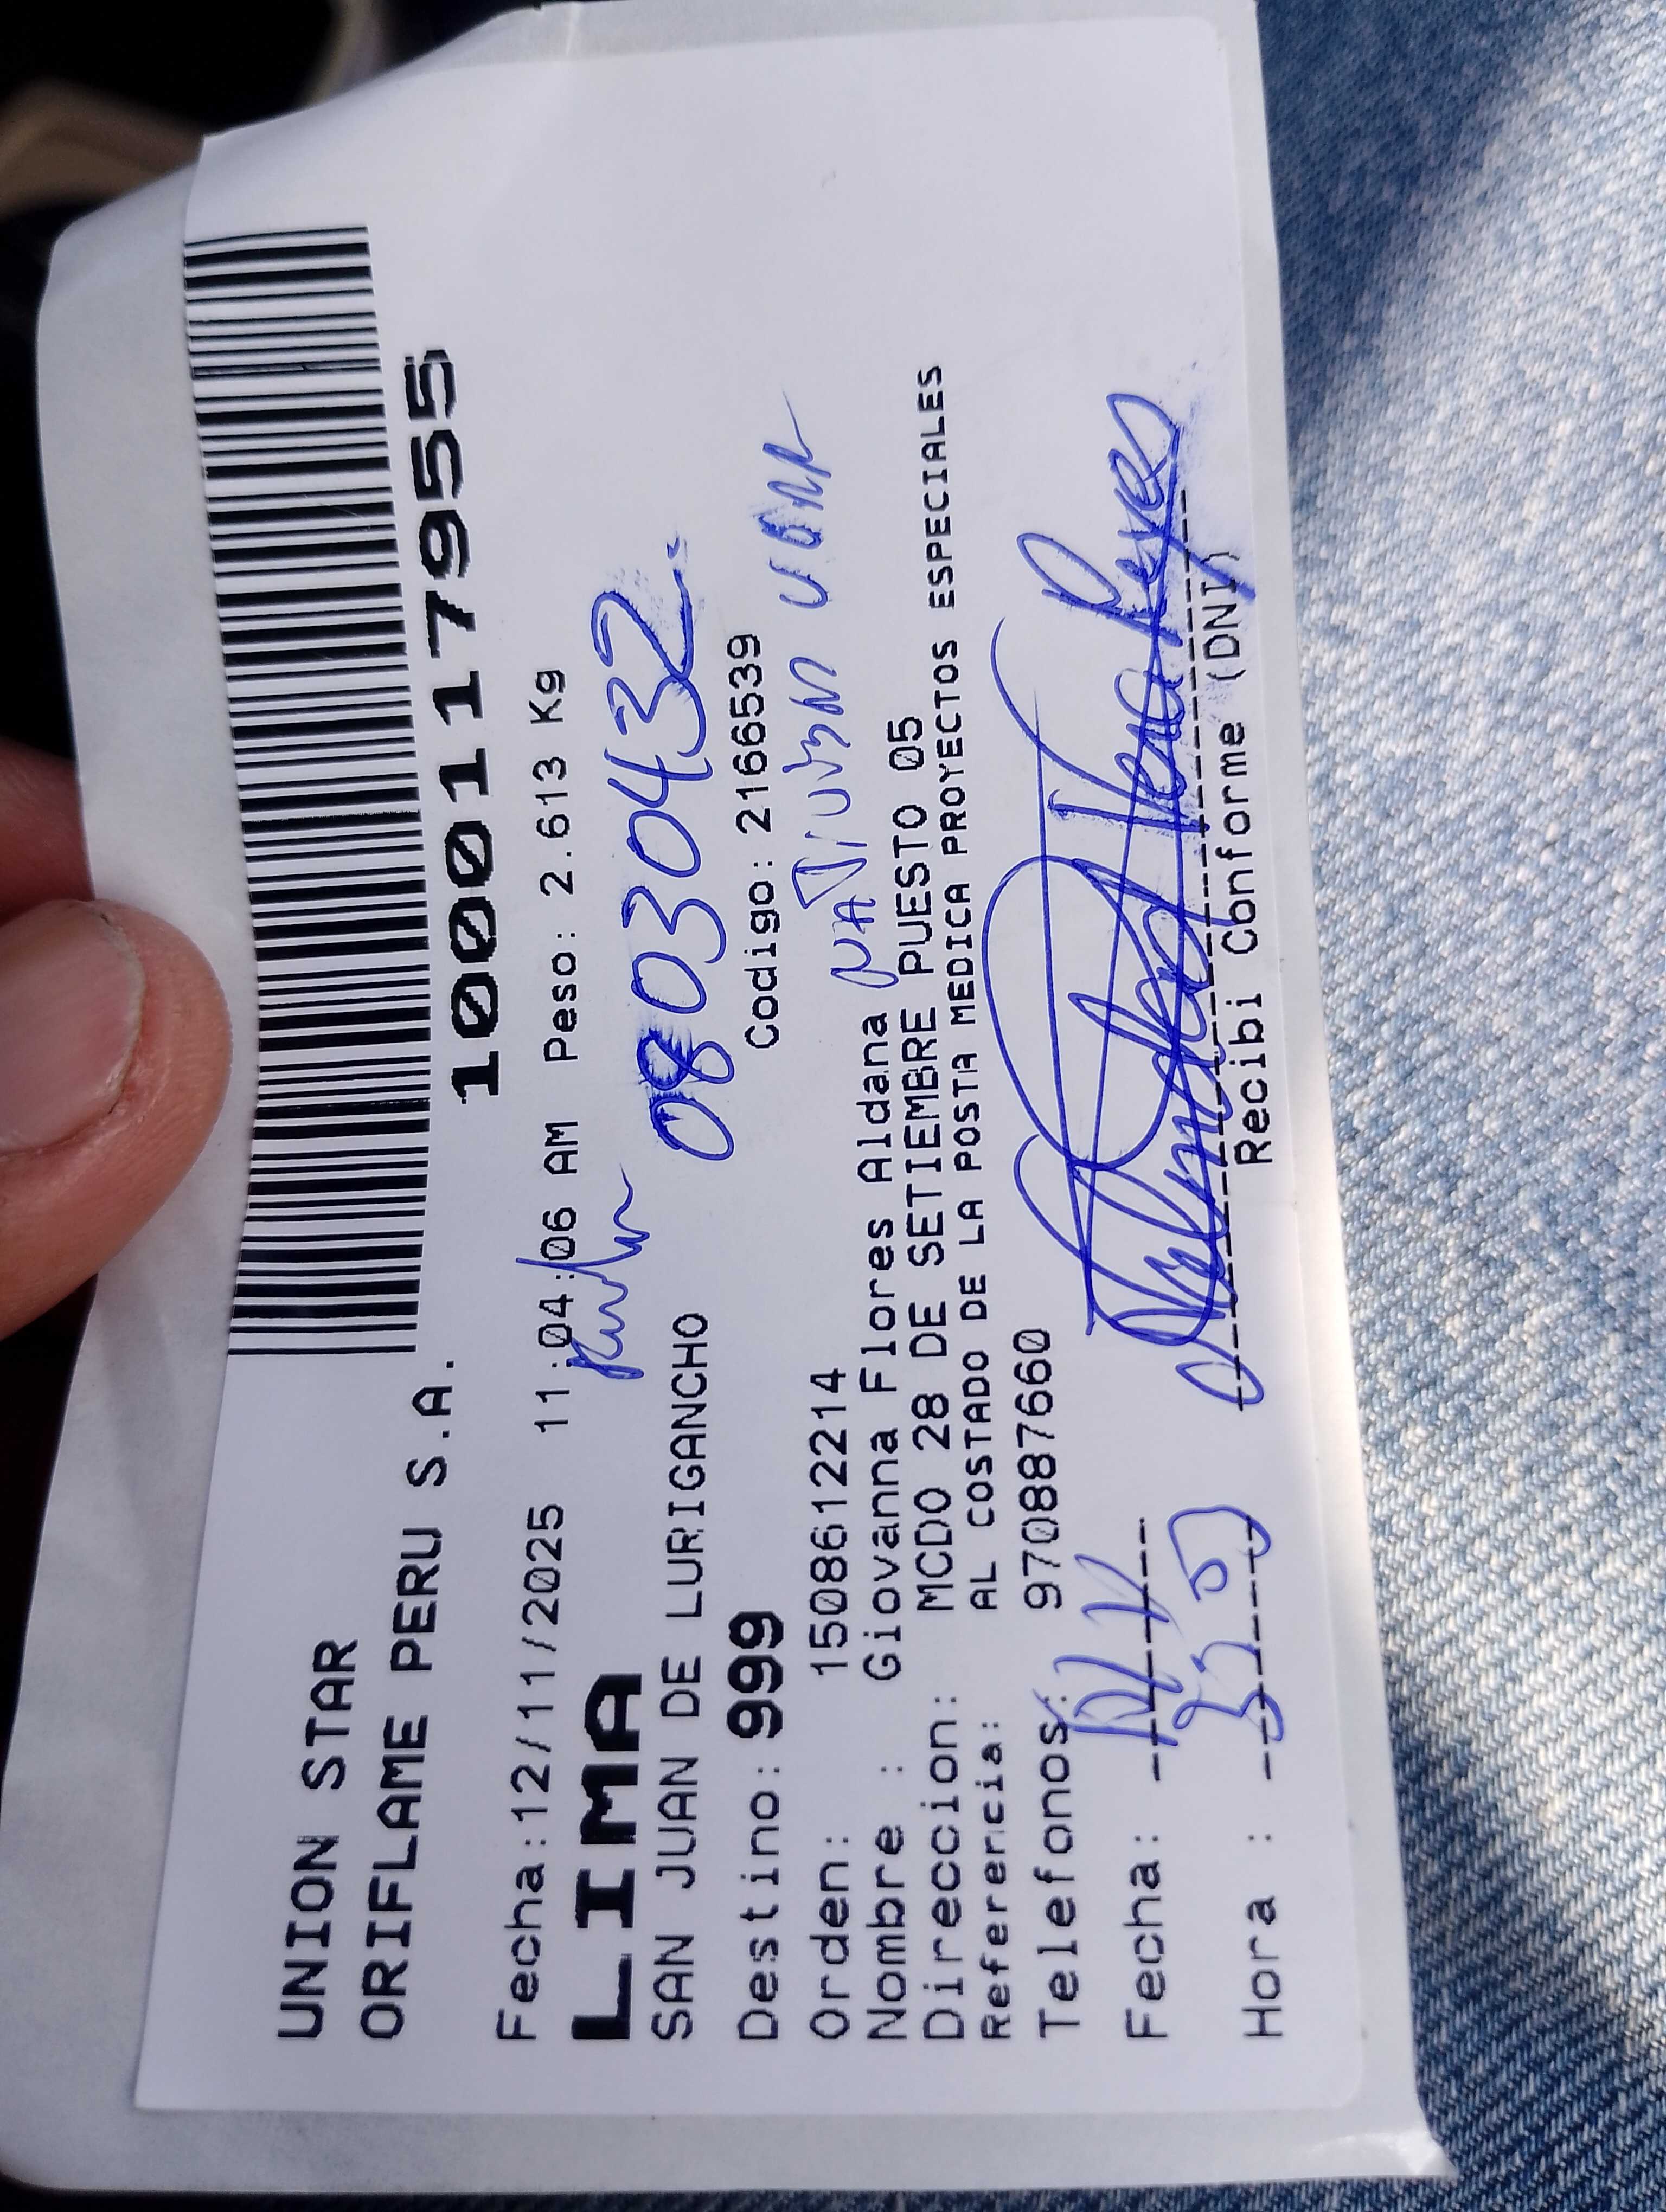 UNION STAR
ORIFLAME PERU S.A.
100117955
Fecha:12/11/2025 11:04:06 AM Peso: 2.613 Kg
LIMA
SAN JUAN DE LURIGANCHO
08030432
Destino: 999
Codigo: 2166539
Orden: 1508612214
Nombre : Giovanna Flores Aldana
Direccion: MCDO 28 DE SETIEMBRE PUESTO 05
Referencia: AL COSTADO DE LA POSTA MEDICA PROYECTOS ESPECIALES
Telefonos: 970887660
Fecha:
Hora :
Recibi Conforme (DNI)